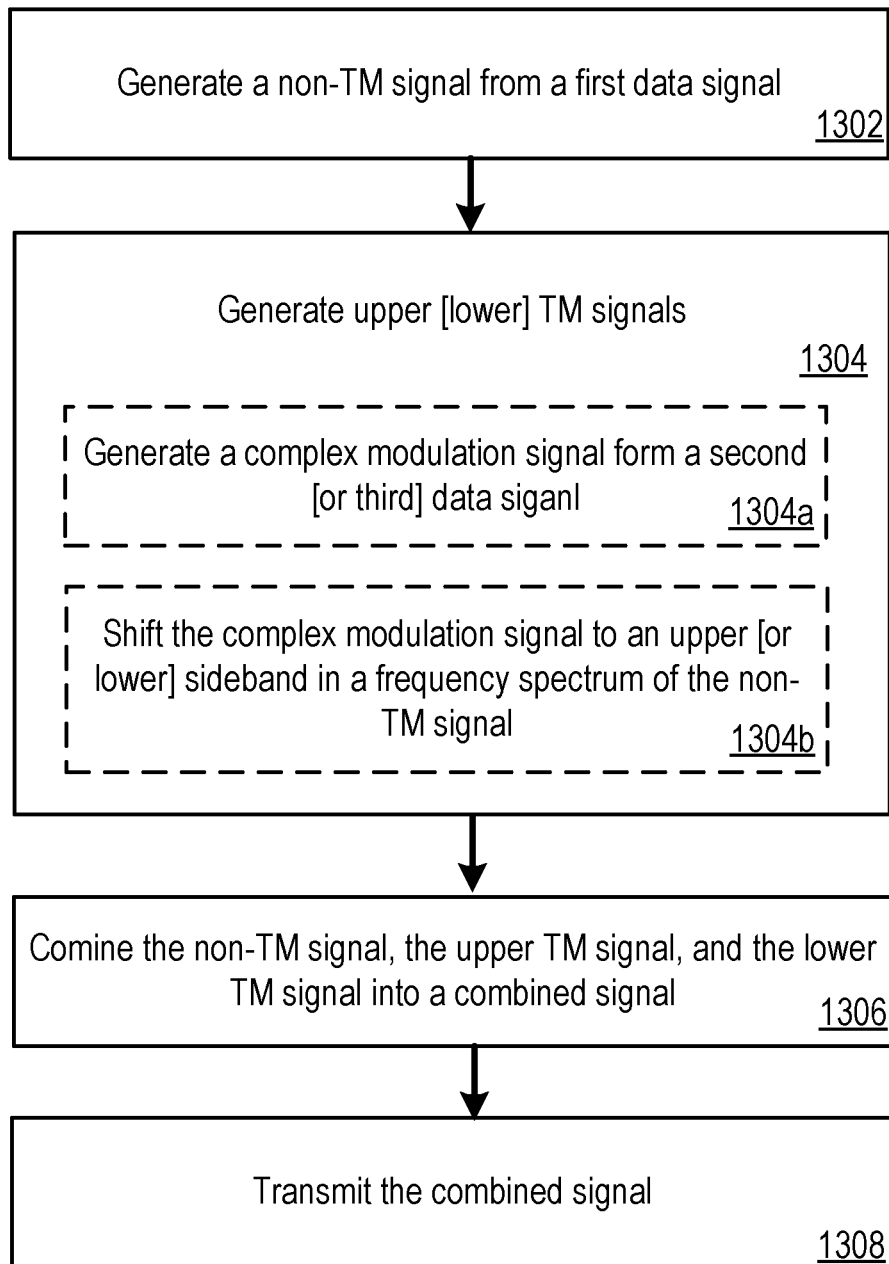 Generate a non-TM signal from a first data signal
1302
Generate upper [lower] TM signals
1304
Generate a complex modulation signal form a second
[or third] data siganl
1304a
Shift the complex modulation signal to an upper [or
lower] sideband in a frequency spectrum of the non-
TM signal
1304b
Comine the non-TM signal, the upper TM signal, and the lower
TM signal into a combined signal
1306
Transmit the combined signal
1308